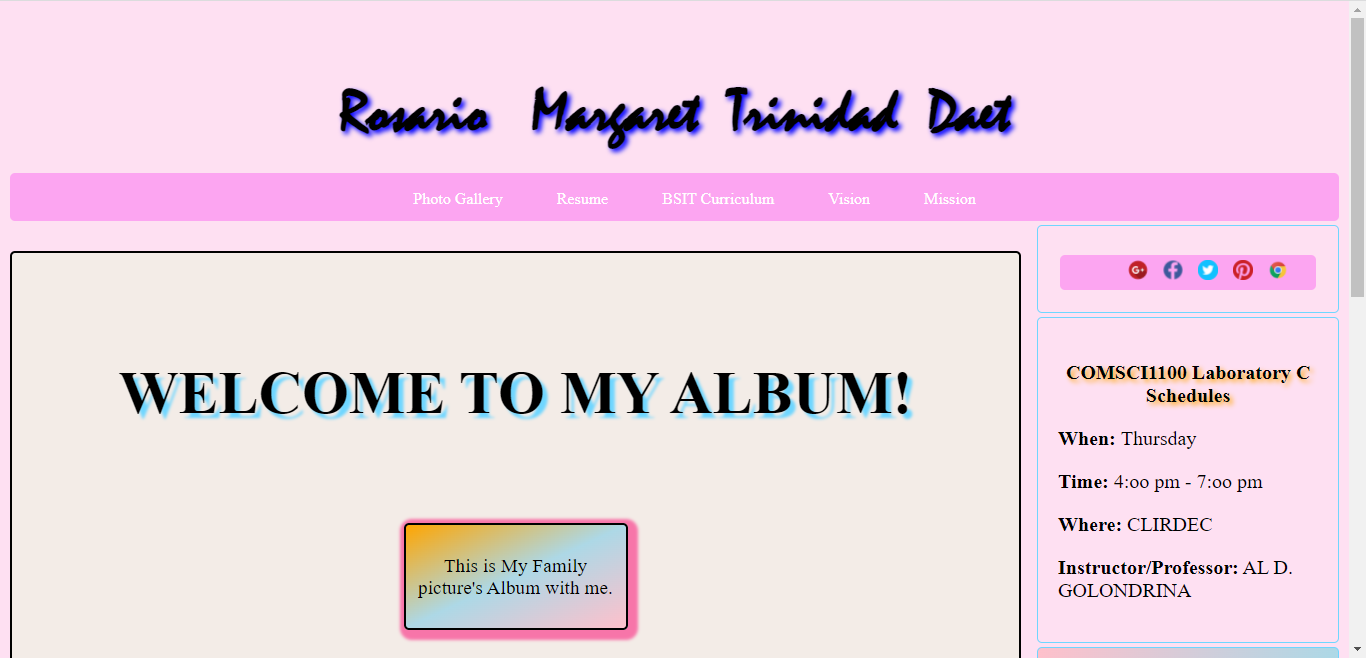 Rosario Margaret Trinidad Daet
Photo Gallery Resume BSIT Curriculum Vision Mission
WELCOME TO MY ALBUM!
This is My Family
picture's Album with me.
COMSCI1100 Laboratory C
Schedules
When: Thursday
Time: 4:oo pm - 7:oo pm
Where: CLIRDEC
Instructor/Professor: AL D.
GOLONDRINA